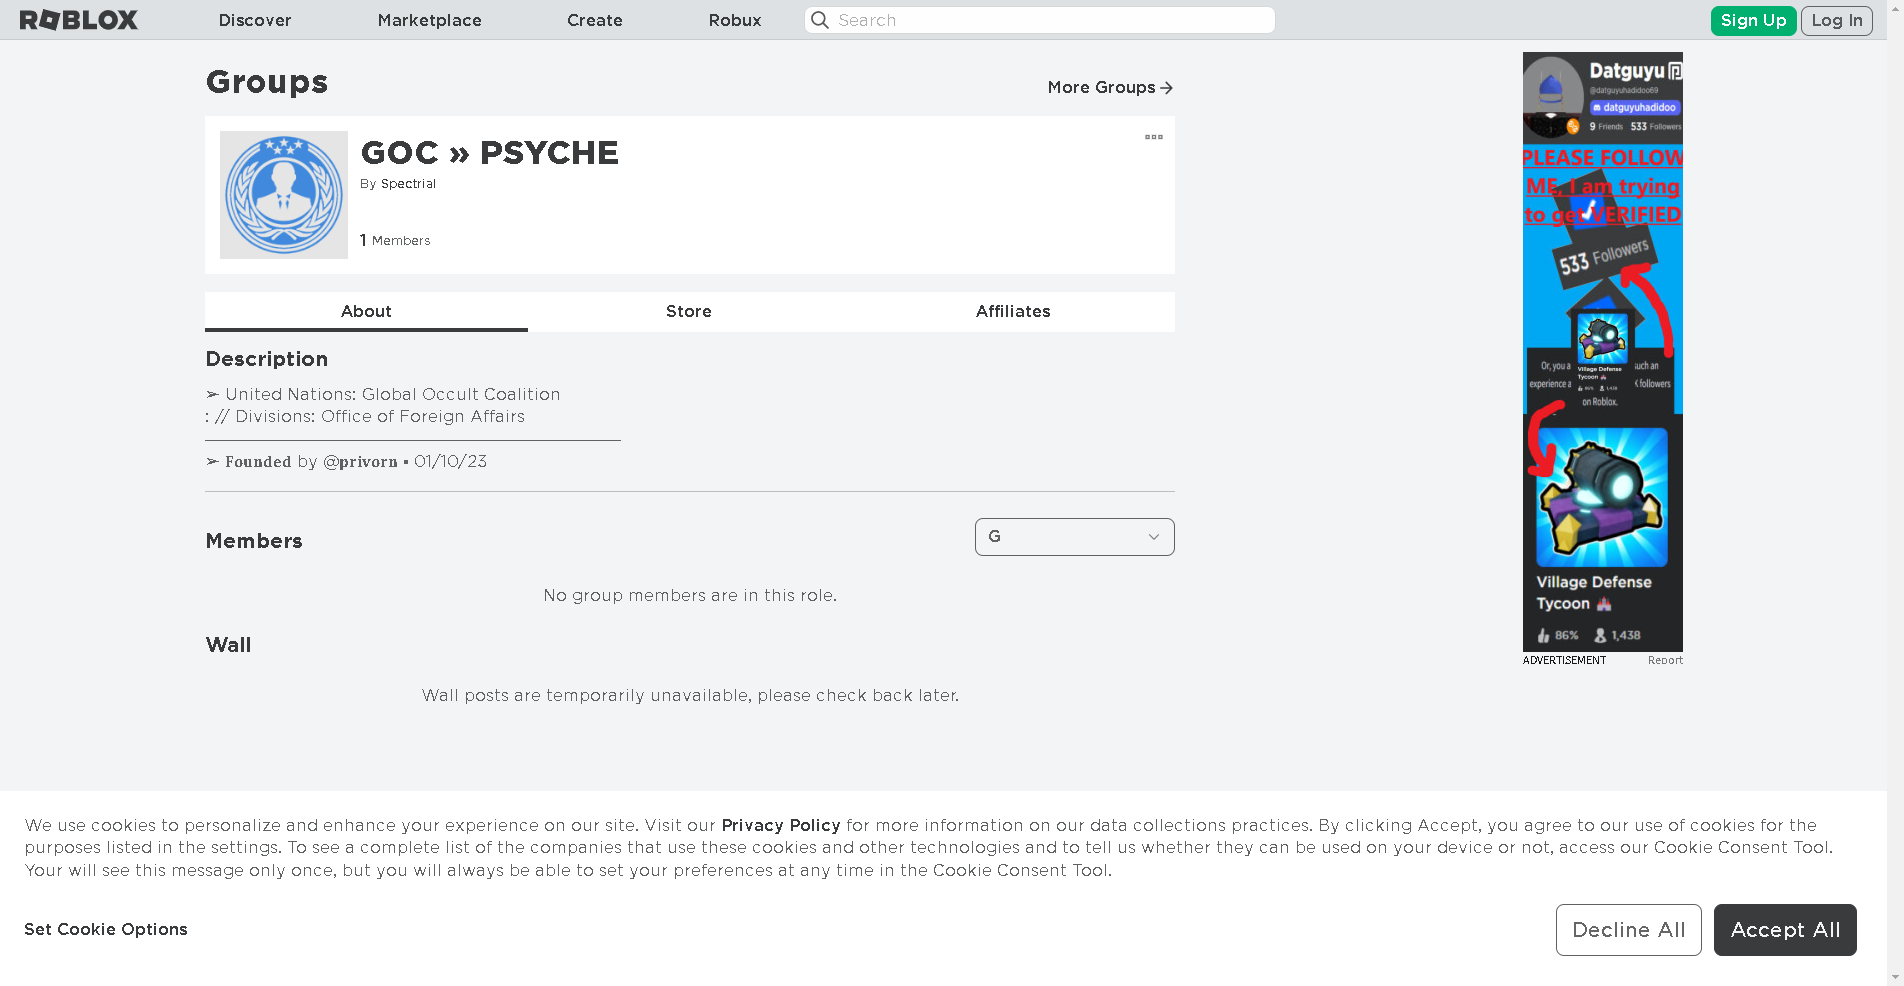 ROBLOX Discover Marketplace Create Robux Search Sign Up Log In
Groups
More Groups
GOC » PSYCHE
By Spectrial
1 Members
About Store Affiliates
Description
➢ United Nations: Global Occult Coalition
: // Divisions: Office of Foreign Affairs
➢ Founded by @privorn ▪ 01/10/23
Members
G
No group members are in this role.
Wall
Wall posts are temporarily unavailable, please check back later.
Datguyu
@datguyuhadidoo69
datguyuhadidoo
9 Friends 533 Followers
PLEASE FOLLOW
ME, I am trying
to get VERIFIED
533 Followers
Or, you a
such an
experience a
followers
on Roblox.
Village Defense
Tycoon
86% 1,438
Village Defense
Tycoon
86% 1,438
ADVERTISEMENT Report
We use cookies to personalize and enhance your experience on our site. Visit our Privacy Policy for more information on our data collections practices. By clicking Accept, you agree to our use of cookies for the
purposes listed in the settings. To see a complete list of the companies that use these cookies and other technologies and to tell us whether they can be used on your device or not, access our Cookie Consent Tool.
Your will see this message only once, but you will always be able to set your preferences at any time in the Cookie Consent Tool.
Set Cookie Options
Decline All
Accept All